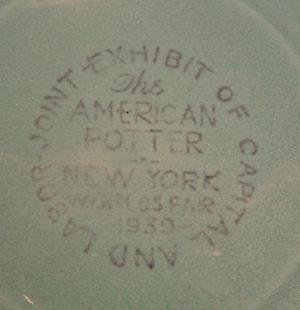 JOINT EXHIBIT OF CAPITAL AND LABOR
The
AMERICAN
POTTER
NEW YORK
WORLDS FAIR
1939